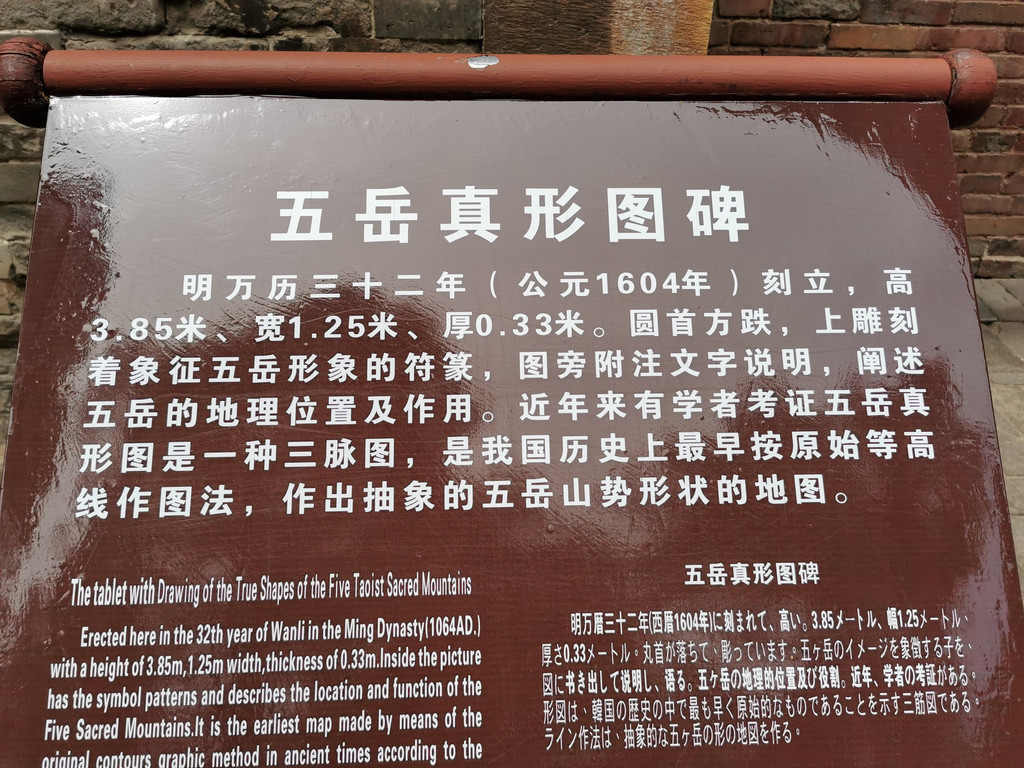 五岳真形图碑
明万历三十二年（公元1604年）刻立，高
3.85米、宽1.25米、厚0.33米。圆首方趺，上雕刻
着象征五岳形象的符篆，图旁附注文字说明，阐述
五岳的地理位置及作用。近年来有学者考证五岳真
形图是一种三脉图，是我国历史上最早按原始等高
线作图法，作出抽象的五岳山势形状的地图。
The tablet with Drawing of the True Shapes of the Five Taoist Sacred Mountains
Erected here in the 32th year of Wanli in the Ming Dynasty(1064AD.)
with a height of 3.85m,1.25m width,thickness of 0.33m.Inside the picture
has the symbol patterns and describes the location and function of the
Five Sacred Mountains.It is the earliest map made by means of the
original contours graphic method in ancient times according to the
五岳真形図碑
明万暦三十二年(西暦1604年)に刻まれて、高い。3.85メートル、幅1.25メートル、
厚さ0.33メートル。丸首が落ちて、彫っています。五ヶ岳のイメージを象徴する子を、
図に書き出して説明し、語る。五ケ岳の地理的位置及び役割。近年、学者の考証がある。
形図は、韓国の歴史の中で最も早く原始的なものであることを示す三筋図である。
ライン作法は、抽象的な五ヶ岳の形の地図を作る。